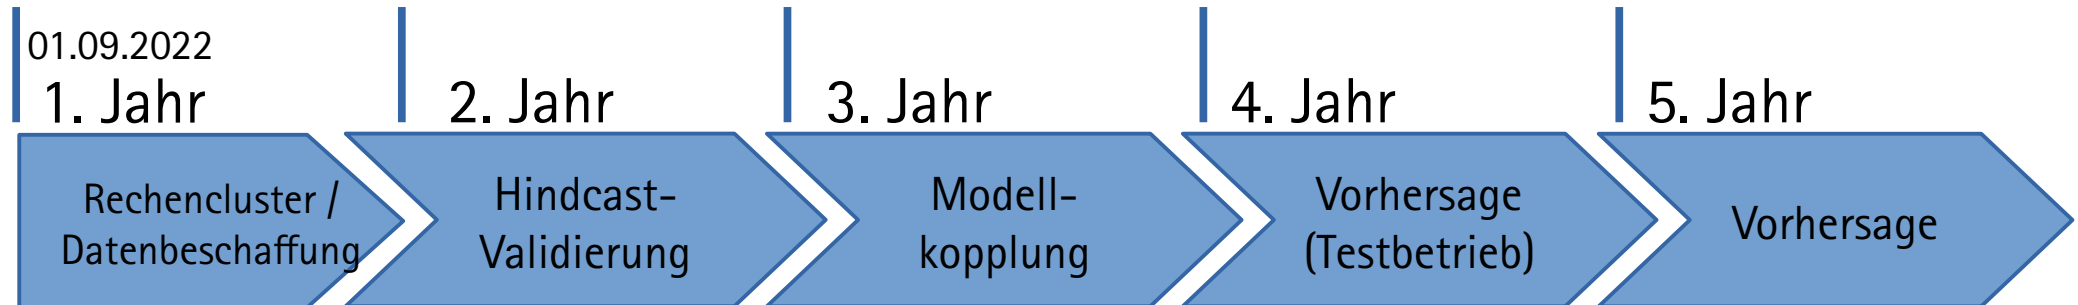 01.09.2022
1. Jahr
2. Jahr
3. Jahr
4. Jahr
5. Jahr
Rechencluster /
Datenbeschaffung
Hindcast-
Validierung
Modell-
kopplung
Vorhersage
(Testbetrieb)
Vorhersage